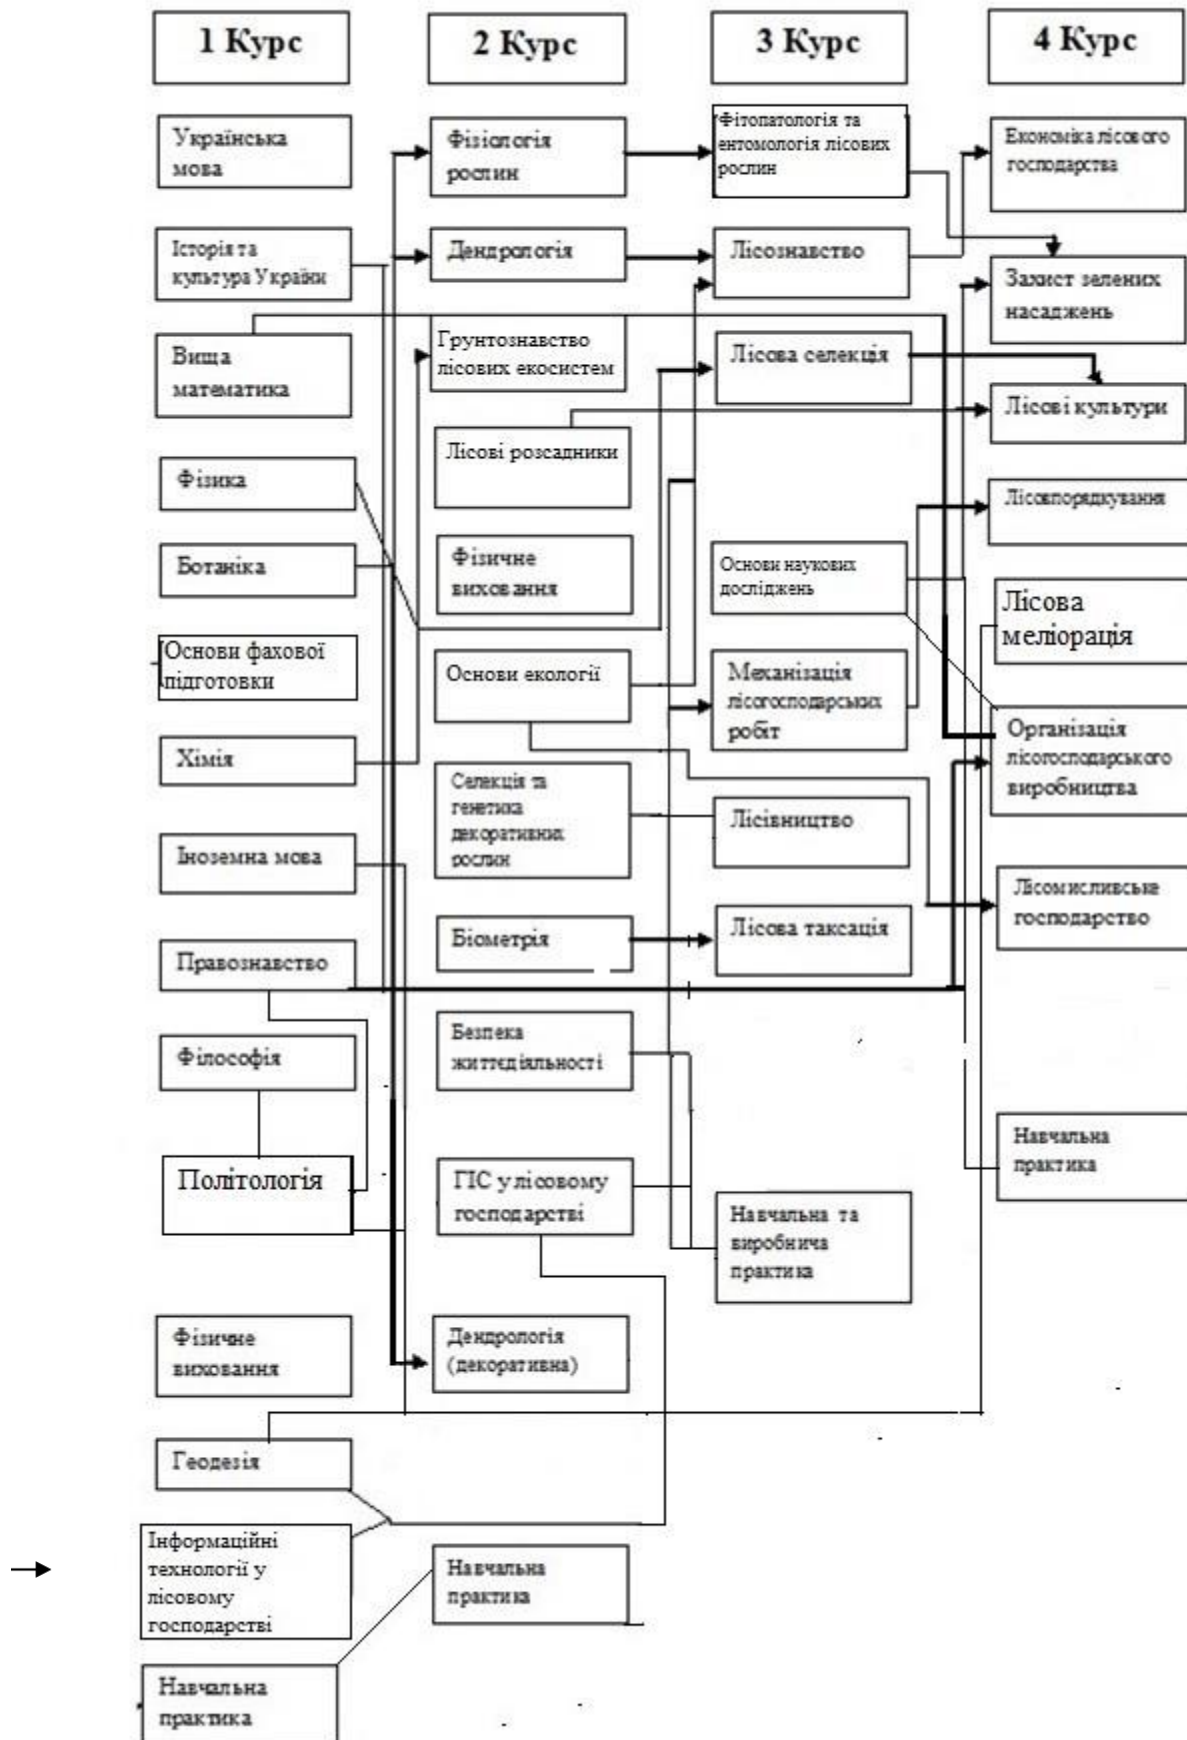 1 Курс
Українська
мова
Історія та
культура України
Вища
математика
Фізика
Ботаніка
Основи фахової
підготовки
Хімія
Іноземна мова
Правознавство
Філософія
Політологія
Фізичне
виховання
Геодезія
Інформаційні
технології у
лісовому
господарстві
Навчальна
практика
2 Курс
Фізіологія
рослин
Дендрологія
Грунтознавство
лісових екосистем
Лісові розсадники
Фізичне
виховання
Основи екології
Селекція та
генетика
декоративних
рослин
Біометрія
Безпека
життєдіяльності
ГІС у лісовому
господарстві
Дендрологія
(декоративна)
Навчальна
практика
3 Курс
Фітопатологія та
ентомологія лісових
рослин
Лісознавство
Лісова селекція
Основи наукових
досліджень
Механізація
лісогосподарських
робіт
Лісівництво
Лісова таксація
Навчальна та
виробнича
практика
4 Курс
Економіка лісового
господарства
Захист зелених
насаджень
Лісові культури
Лісовпорядкування
Лісова
меліорація
Організація
лісогосподарського
виробництва
Лісомисливське
господарство
Навчальна
практика